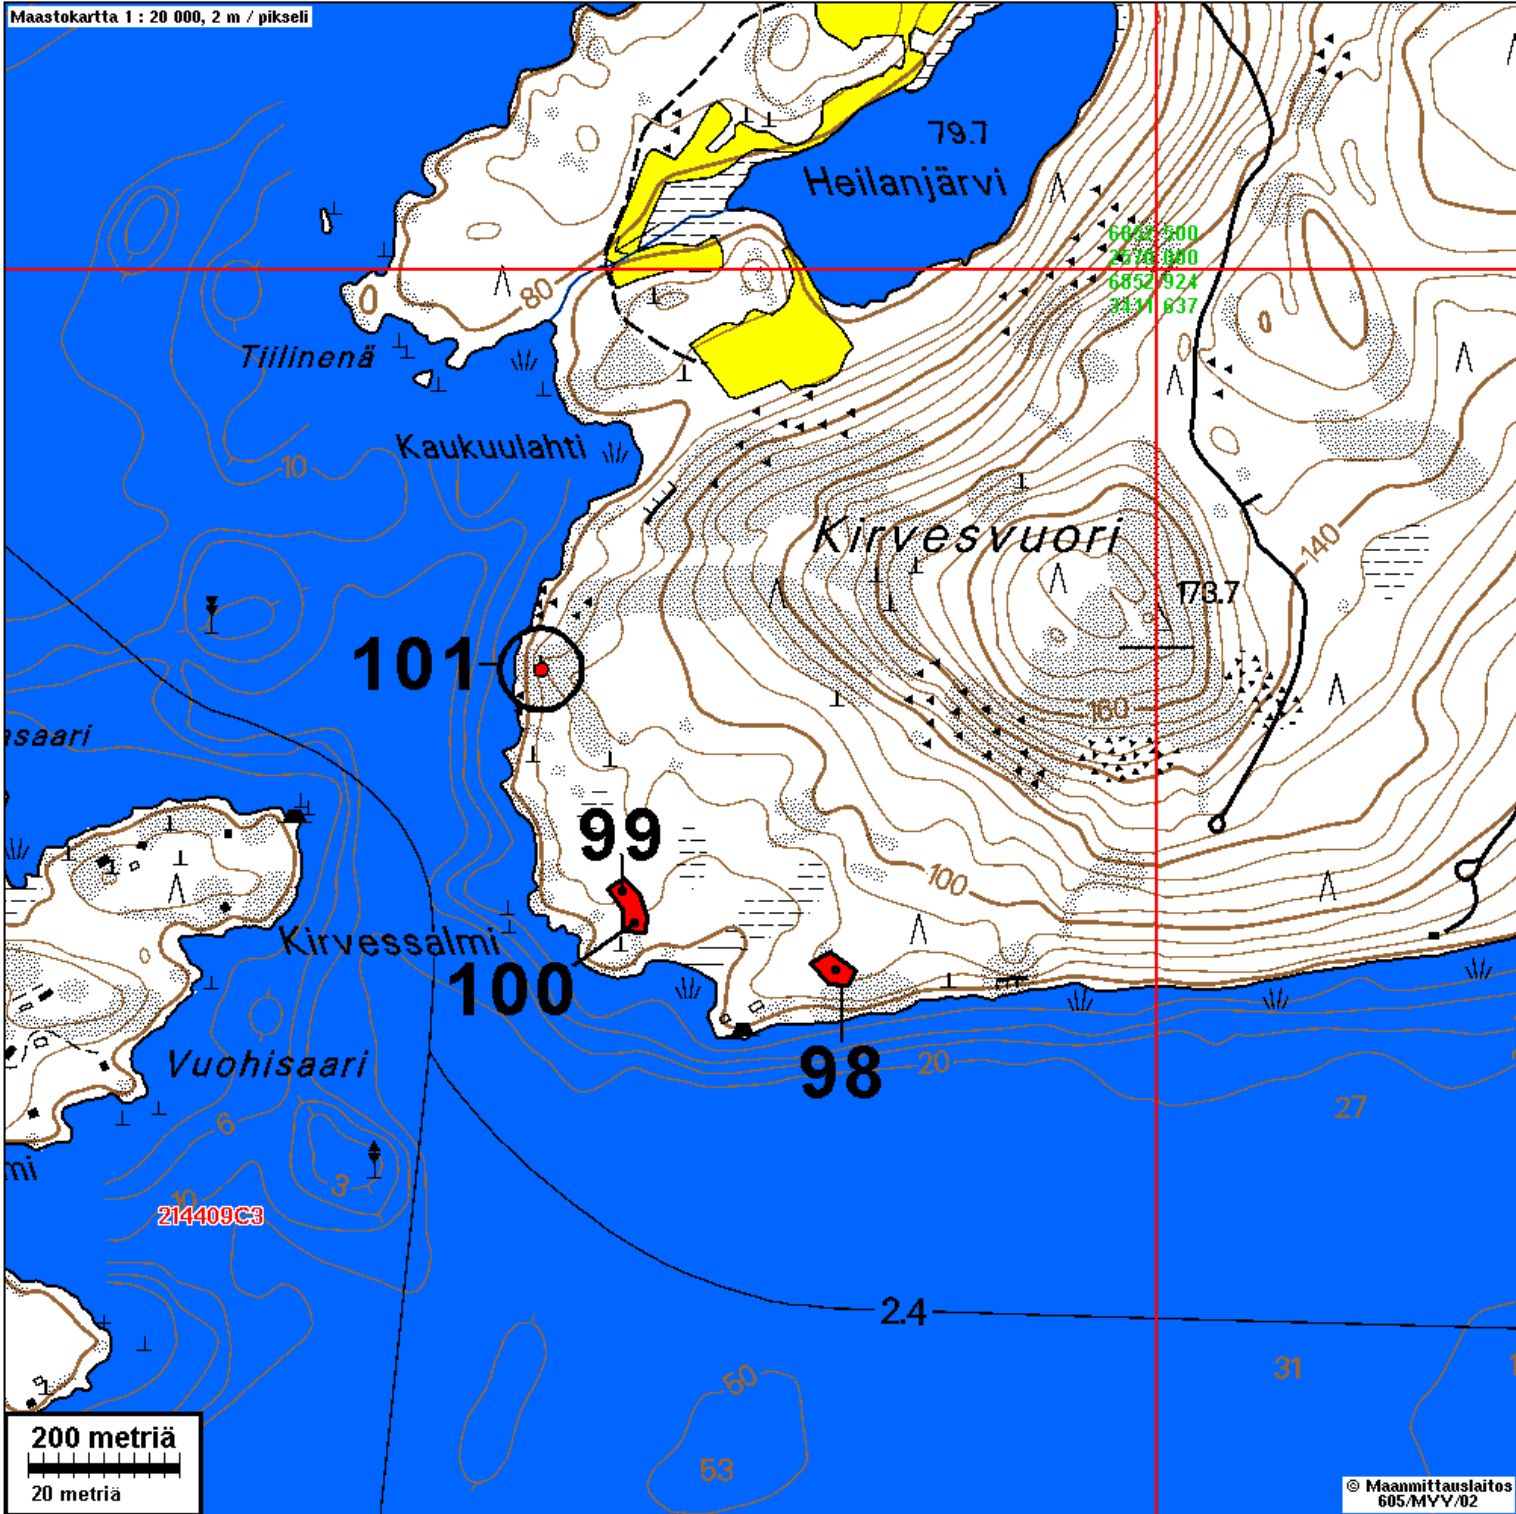 Maastokartta 1 : 20 000, 2 m / pikseli
79.7
Heilanjärvi
6852 500
2570 000
6852 924
3411 637
80
Tiilinenä
Kaukuulahti
10
Kirvesvuori
140
173.7
101
160
asaari
99
100
Kirvessalmi
100
98
20
Vuohisaari
27
6
mi
3
10
214409C3
2.4
31
50
53
200 metriä
20 metriä
© Maanmittauslaitos
605/MYY/02